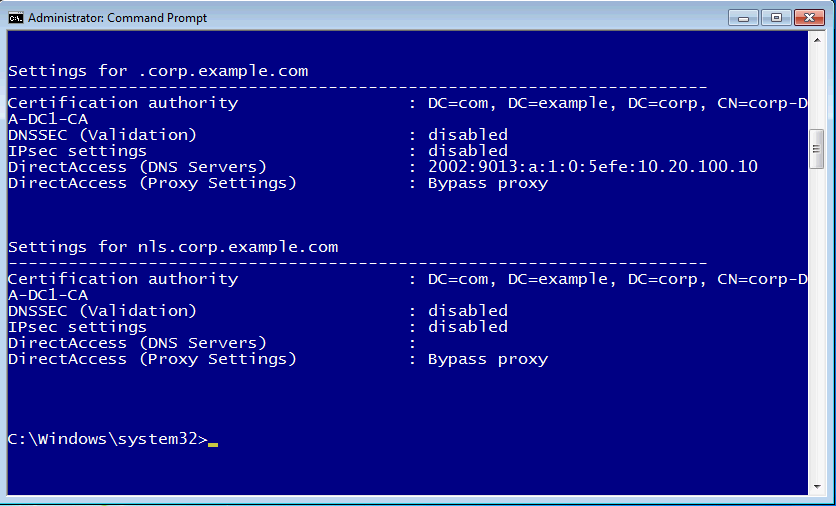 Administrator: Command Prompt
Settings for .corp.example.com
----------------------------------------------------------------------
Certification authority : DC=com, DC=example, DC=corp, CN=corp-D
A-DC1-CA
DNSSEC (Validation) : disabled
IPsec settings : disabled
DirectAccess (DNS Servers) : 2002:9013:a:1:0:5efe:10.20.100.10
DirectAccess (Proxy Settings) : Bypass proxy
Settings for nls.corp.example.com
----------------------------------------------------------------------
Certification authority : DC=com, DC=example, DC=corp, CN=corp-D
A-DC1-CA
DNSSEC (Validation) : disabled
IPsec settings : disabled
DirectAccess (DNS Servers) :
DirectAccess (Proxy Settings) : Bypass proxy
C:\Windows\system32>_